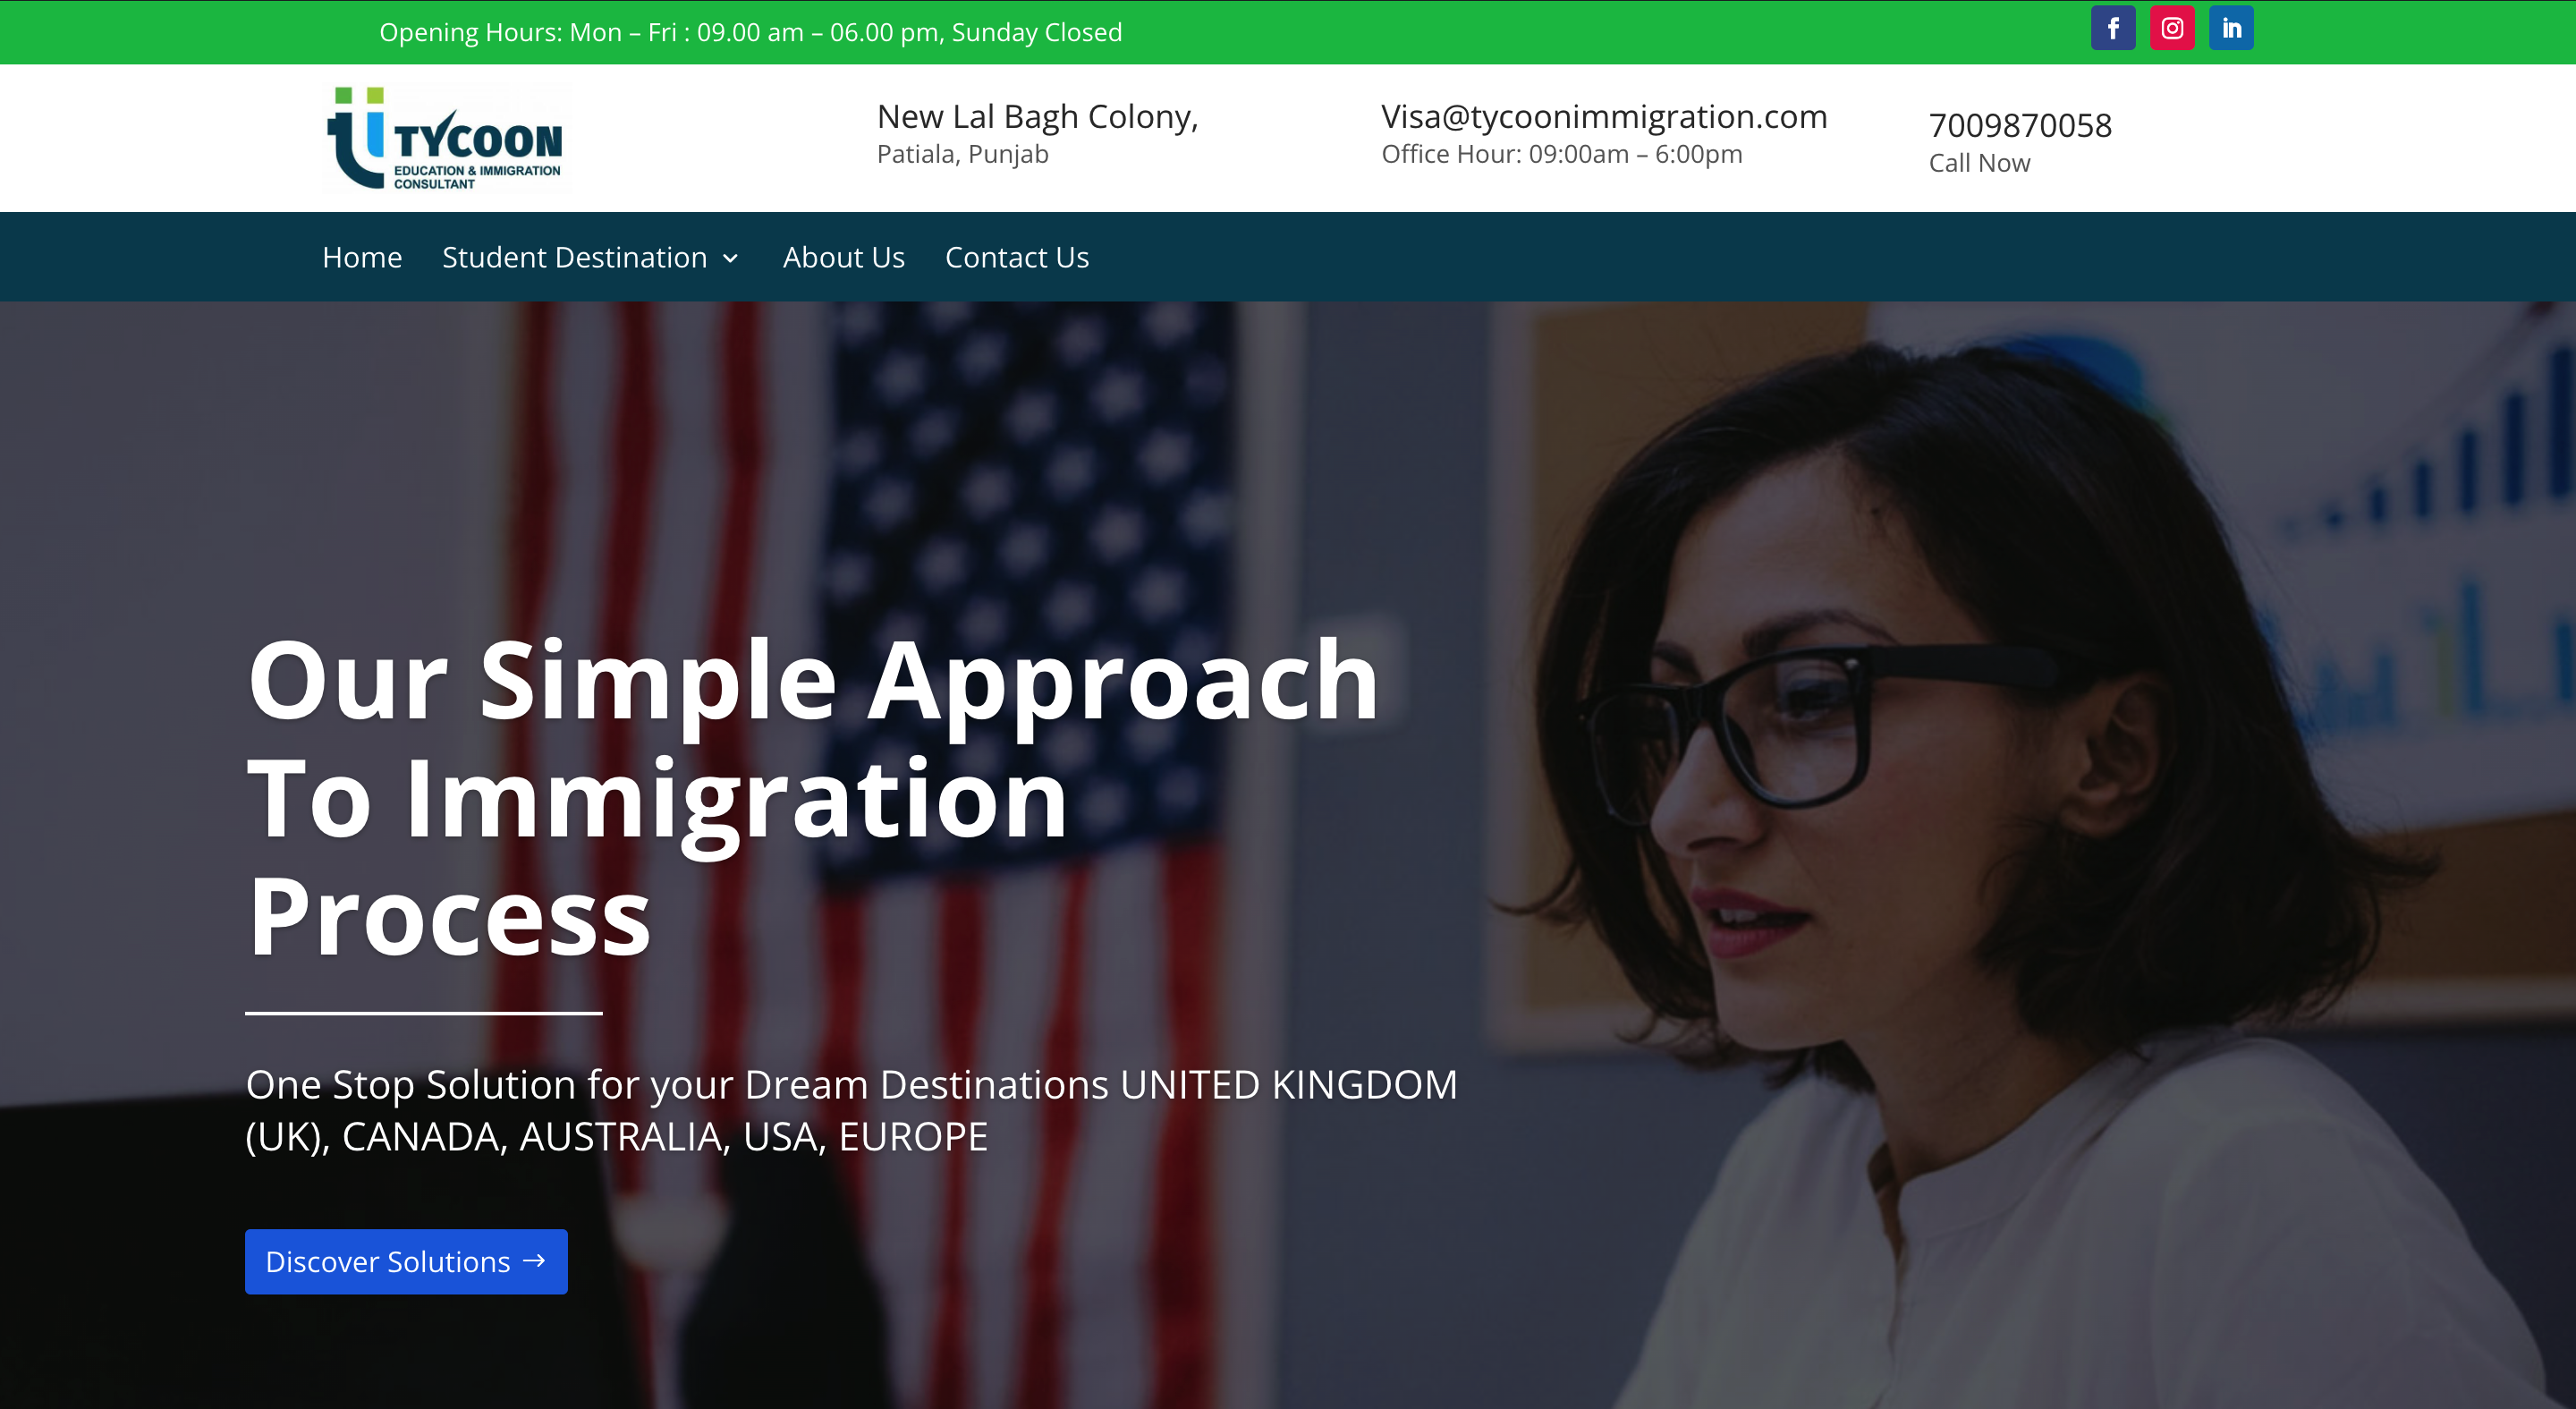 Opening Hours: Mon – Fri : 09.00 am – 06.00 pm, Sunday Closed
TYCOON
EDUCATION & IMMIGRATION
CONSULTANT
New Lal Bagh Colony,
Patiala, Punjab
Visa@tycoonimmigration.com
Office Hour: 09:00am – 6:00pm
7009870058
Call Now
Home Student Destination About Us Contact Us
Our Simple Approach
To Immigration
Process
One Stop Solution for your Dream Destinations UNITED KINGDOM
(UK), CANADA, AUSTRALIA, USA, EUROPE
Discover Solutions →